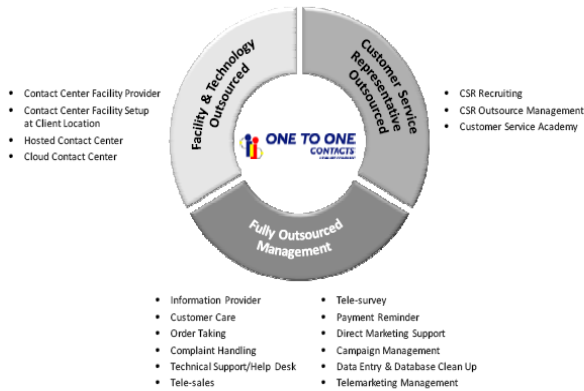 Facility & Technology
Outsourced
Customer Service
Representative
Outsourced
• Contact Center Facility Provider
• Contact Center Facility Setup
at Client Location
• Hosted Contact Center
• Cloud Contact Center
• CSR Recruiting
• CSR Outsource Management
• Customer Service Academy
ONE TO ONE
CONTACTS
Fully Outsourced
Management
• Information Provider
• Customer Care
• Order Taking
• Complaint Handling
• Technical Support/Help Desk
• Tele-sales
• Tele-survey
• Payment Reminder
• Direct Marketing Support
• Campaign Management
• Data Entry & Database Clean Up
• Telemarketing Management